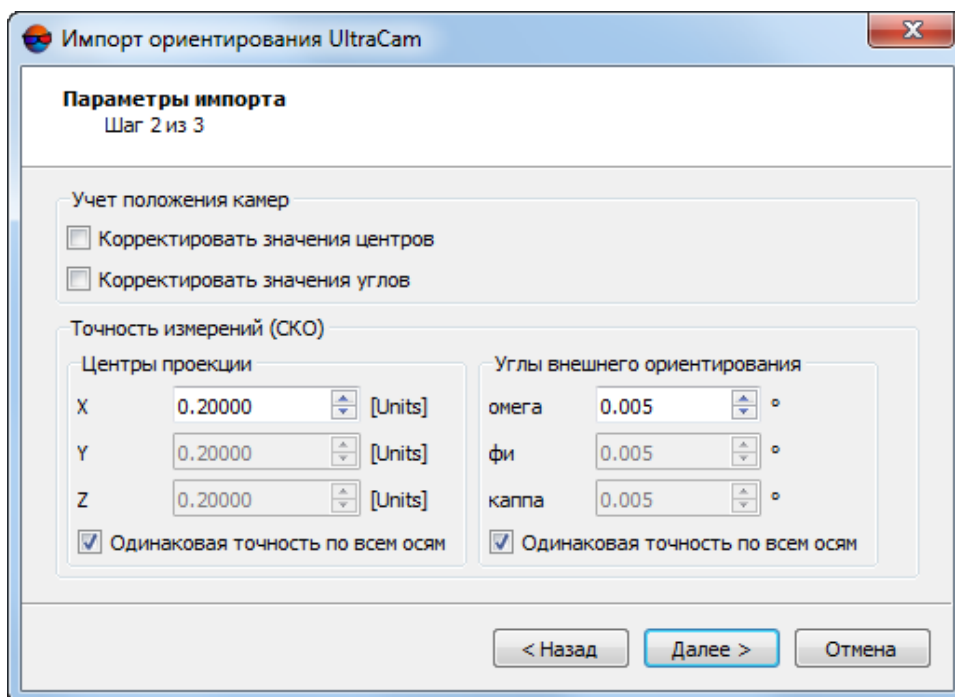 Импорт ориентирования UltraCam
Параметры импорта
Шаг 2 из 3
Учет положения камер
Корректировать значения центров
Корректировать значения углов
Точность измерений (СКО)
Центры проекции
X 0.20000 [Units]
Y 0.20000 [Units]
Z 0.20000 [Units]
Одинаковая точность по всем осям
Углы внешнего ориентирования
омега 0.005 °
фи 0.005 °
каппа 0.005 °
Одинаковая точность по всем осям
< Назад
Далее >
Отмена